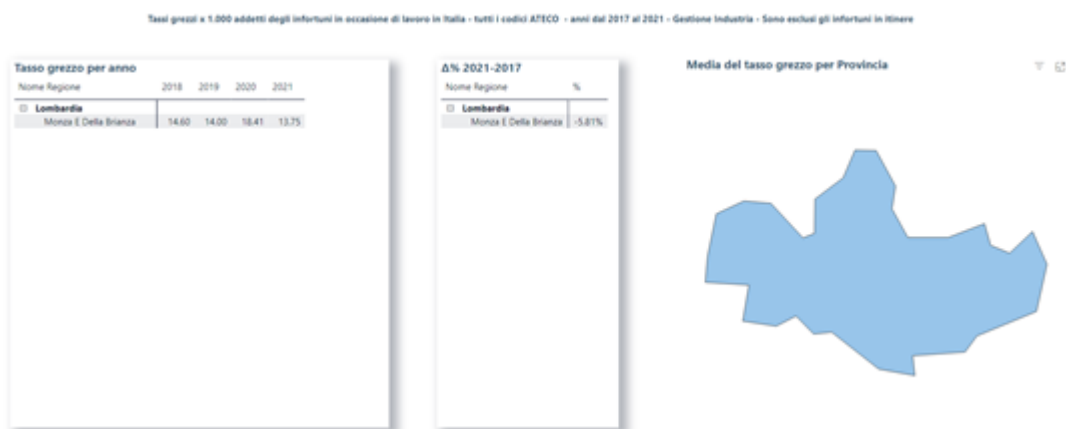 Tassi grezzi x 1.000 addetti degli infortuni in occasione di lavoro in Italia - tutti i codici ATECO - anni dal 2017 al 2021 - Gestione Industria - Sono esclusi gli infortuni in itinere
Tasso grezzo per anno
Nome Regione 2018 2019 2020 2021
Lombardia
Monza E Della Brianza 14.60 14.00 18.41 13.75
Δ% 2021-2017
Nome Regione %
Lombardia
Monza E Della Brianza -5.81%
Media del tasso grezzo per Provincia